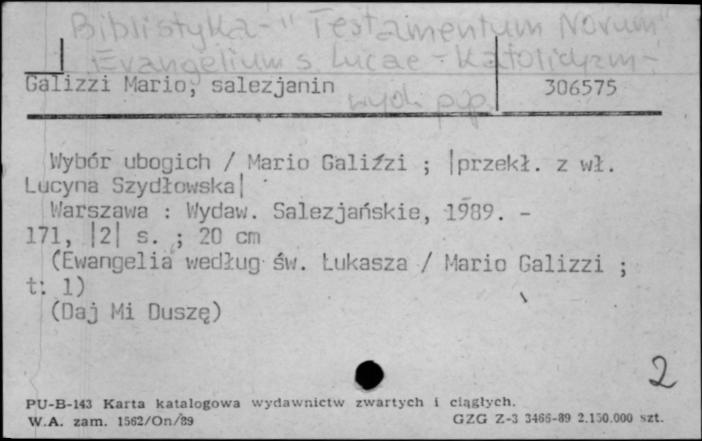 Biblistyka - "Testamentum Novum"
Evangelium s. Lucae - Katolicyzm -
wyd. pop.
Galizzi Mario, salezjanin 306575
Wybór ubogich / Mario Galizzi ; |przekł. z wł.
Lucyna Szydłowska|
Warszawa : Wydaw. Salezjańskie, 1989. -
171, |2| s. ; 20 cm
(Ewangelia według św. Łukasza / Mario Galizzi ;
t. 1)
(Daj Mi Duszę)
2
PU-B-143 Karta katalogowa wydawnictw zwartych i ciągłych.
W.A. zam. 1562/On/89 GZG Z-3 3466-89 2.150.000 szt.